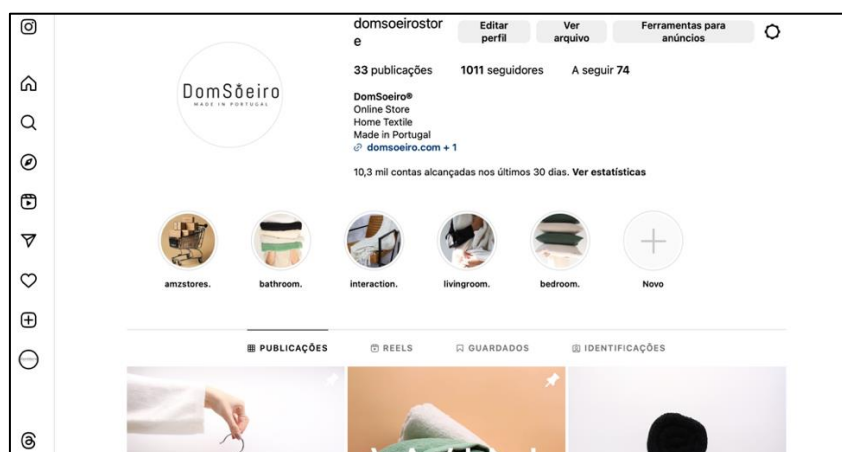 domsoeirostor
e
Editar
perfil
Ver
arquivo
Ferramentas para
anúncios
33 publicações 1011 seguidores A seguir 74
DomSoeiro
MADE IN PORTUGAL
DomSoeiro®
Online Store
Home Textile
Made in Portugal
domsoeiro.com + 1
10,3 mil contas alcançadas nos últimos 30 dias. Ver estatísticas
amzstores. bathroom. interaction. livingroom. bedroom. Novo
PUBLICAÇÕES REELS GUARDADOS IDENTIFICAÇÕES